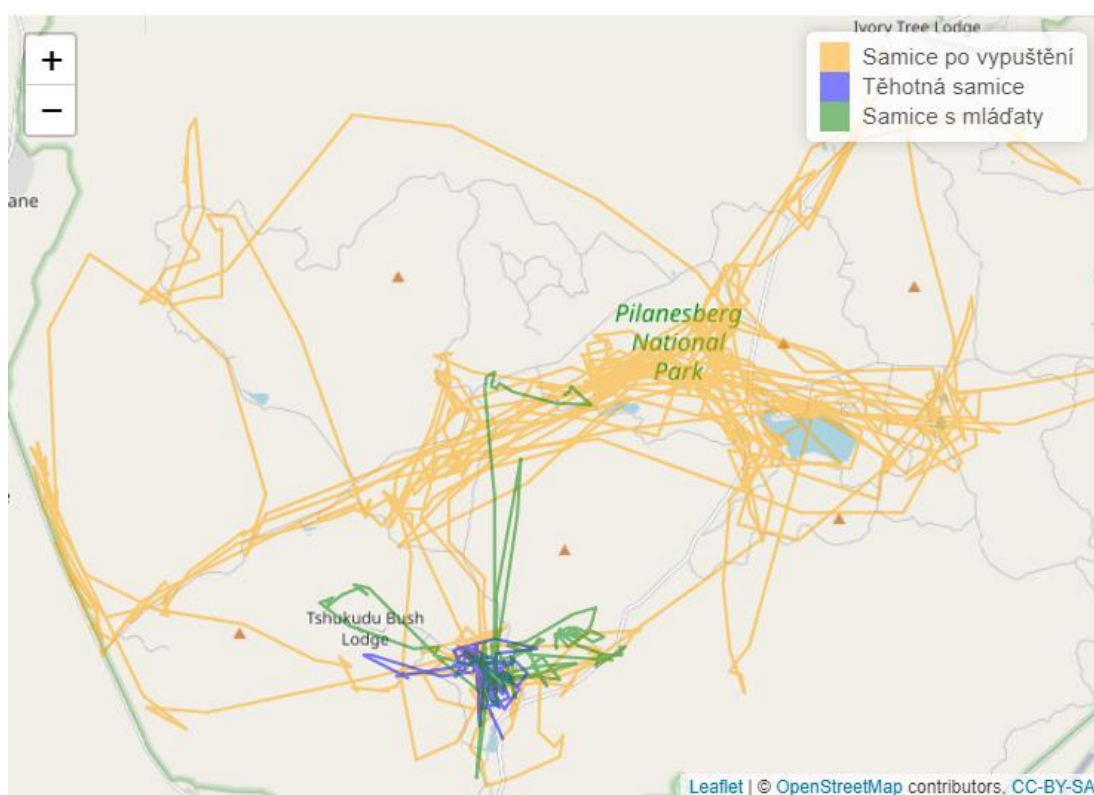 Ivory Tree Lodge
+
−
Samice po vypuštění
Těhotná samice
Samice s mláďaty
ane
Pilanesberg
National
Park
Tshukudu Bush
Lodge
Leaflet | © OpenStreetMap contributors, CC-BY-SA